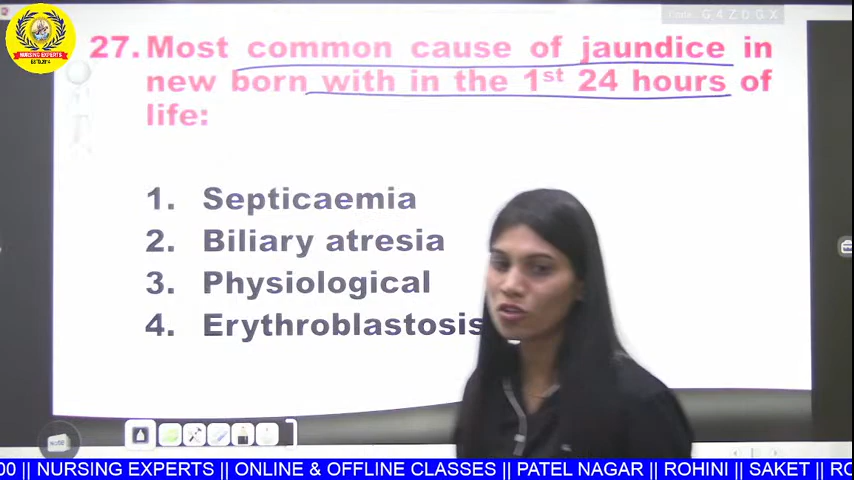 Code: G4ZDGX
NURSING EXPERTS
27. Most common cause of jaundice in
new born with in the 1st 24 hours of
life:
1. Septicaemia
2. Biliary atresia
3. Physiological
4. Erythroblastosis
00 || NURSING EXPERTS || ONLINE & OFFLINE CLASSES || PATEL NAGAR || ROHINI || SAKET || RO